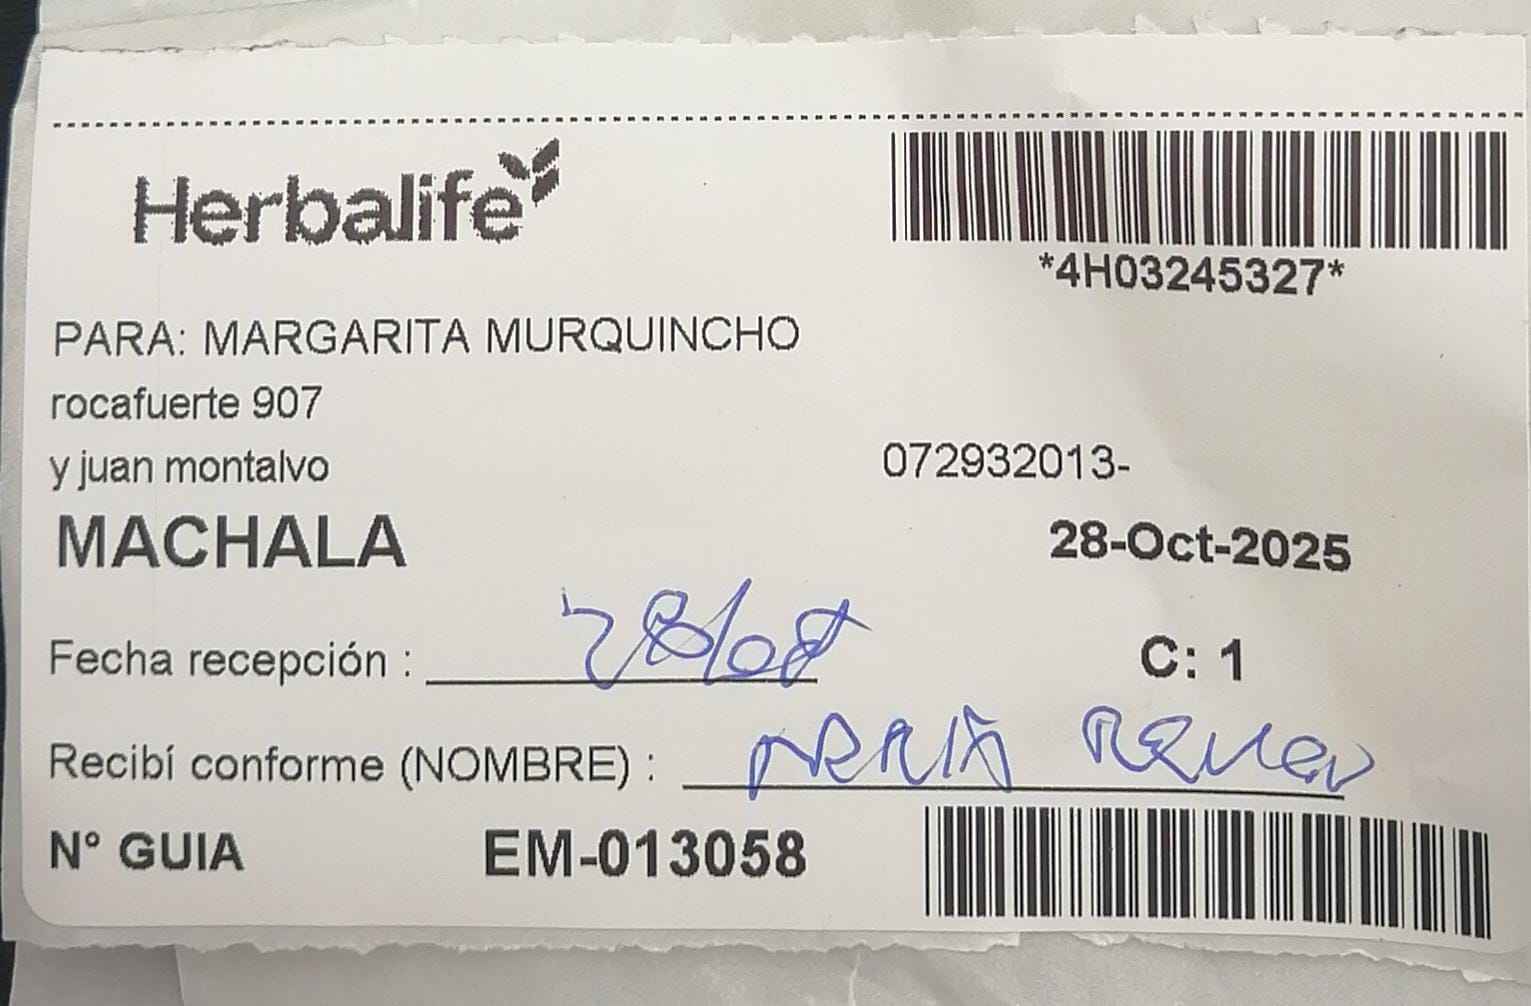 Herbalife
*4H03245327*
PARA: MARGARITA MURQUINCHO
rocafuerte 907
y juan montalvo
072932013-
MACHALA
28-Oct-2025
Fecha recepción : 28/
C: 1
Recibí conforme (NOMBRE) :
N° GUIA EM-013058